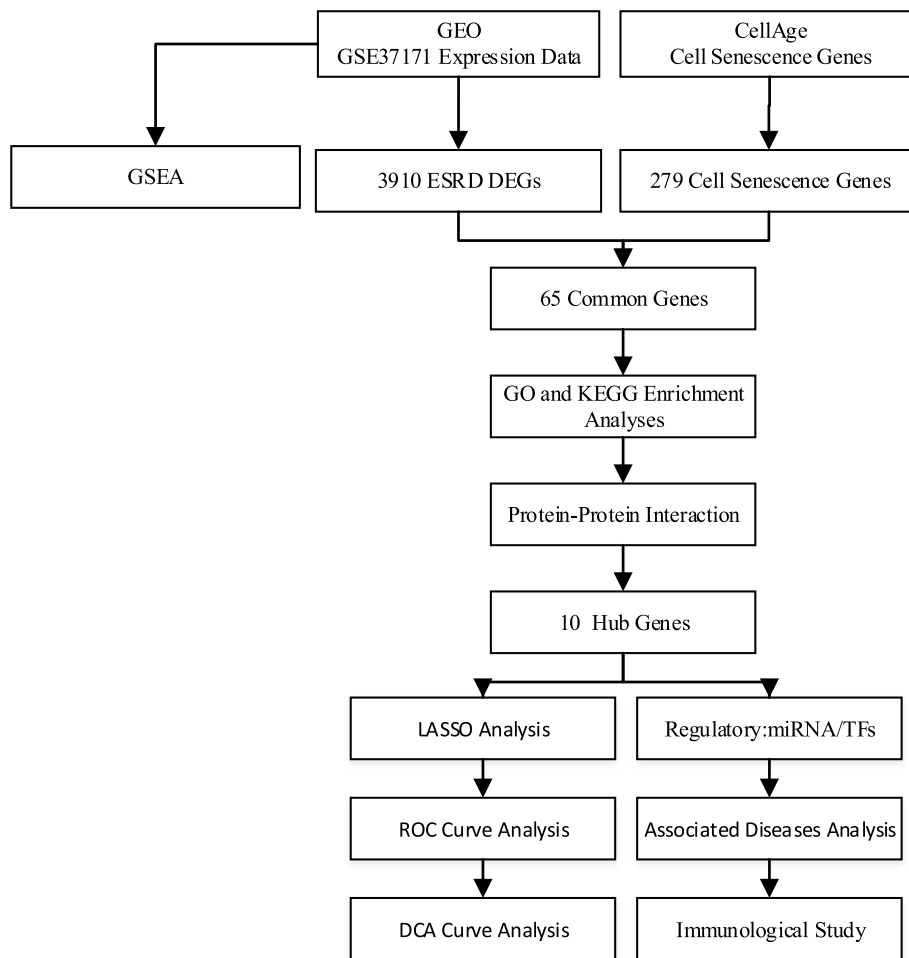 GEO
GSE37171 Expression Data
CellAge
Cell Senescence Genes
GSEA
3910 ESRD DEGs
279 Cell Senescence Genes
65 Common Genes
GO and KEGG Enrichment
Analyses
Protein-Protein Interaction
10 Hub Genes
LASSO Analysis
Regulatory:miRNA/TFs
ROC Curve Analysis
Associated Diseases Analysis
DCA Curve Analysis
Immunological Study